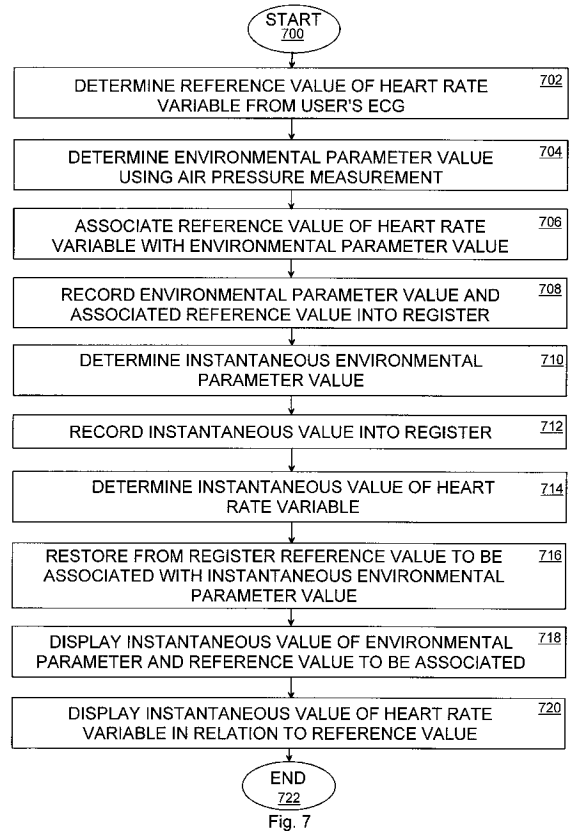 START
700
DETERMINE REFERENCE VALUE OF HEART RATE
VARIABLE FROM USER'S ECG
702
DETERMINE ENVIRONMENTAL PARAMETER VALUE
USING AIR PRESSURE MEASUREMENT
704
ASSOCIATE REFERENCE VALUE OF HEART RATE
VARIABLE WITH ENVIRONMENTAL PARAMETER VALUE
706
RECORD ENVIRONMENTAL PARAMETER VALUE AND
ASSOCIATED REFERENCE VALUE INTO REGISTER
708
DETERMINE INSTANTANEOUS ENVIRONMENTAL
PARAMETER VALUE
710
RECORD INSTANTANEOUS VALUE INTO REGISTER
712
DETERMINE INSTANTANEOUS VALUE OF HEART
RATE VARIABLE
714
RESTORE FROM REGISTER REFERENCE VALUE TO BE
ASSOCIATED WITH INSTANTANEOUS ENVIRONMENTAL
PARAMETER VALUE
716
DISPLAY INSTANTANEOUS VALUE OF ENVIRONMENTAL
PARAMETER AND REFERENCE VALUE TO BE ASSOCIATED
718
DISPLAY INSTANTANEOUS VALUE OF HEART RATE
VARIABLE IN RELATION TO REFERENCE VALUE
720
END
722
Fig. 7